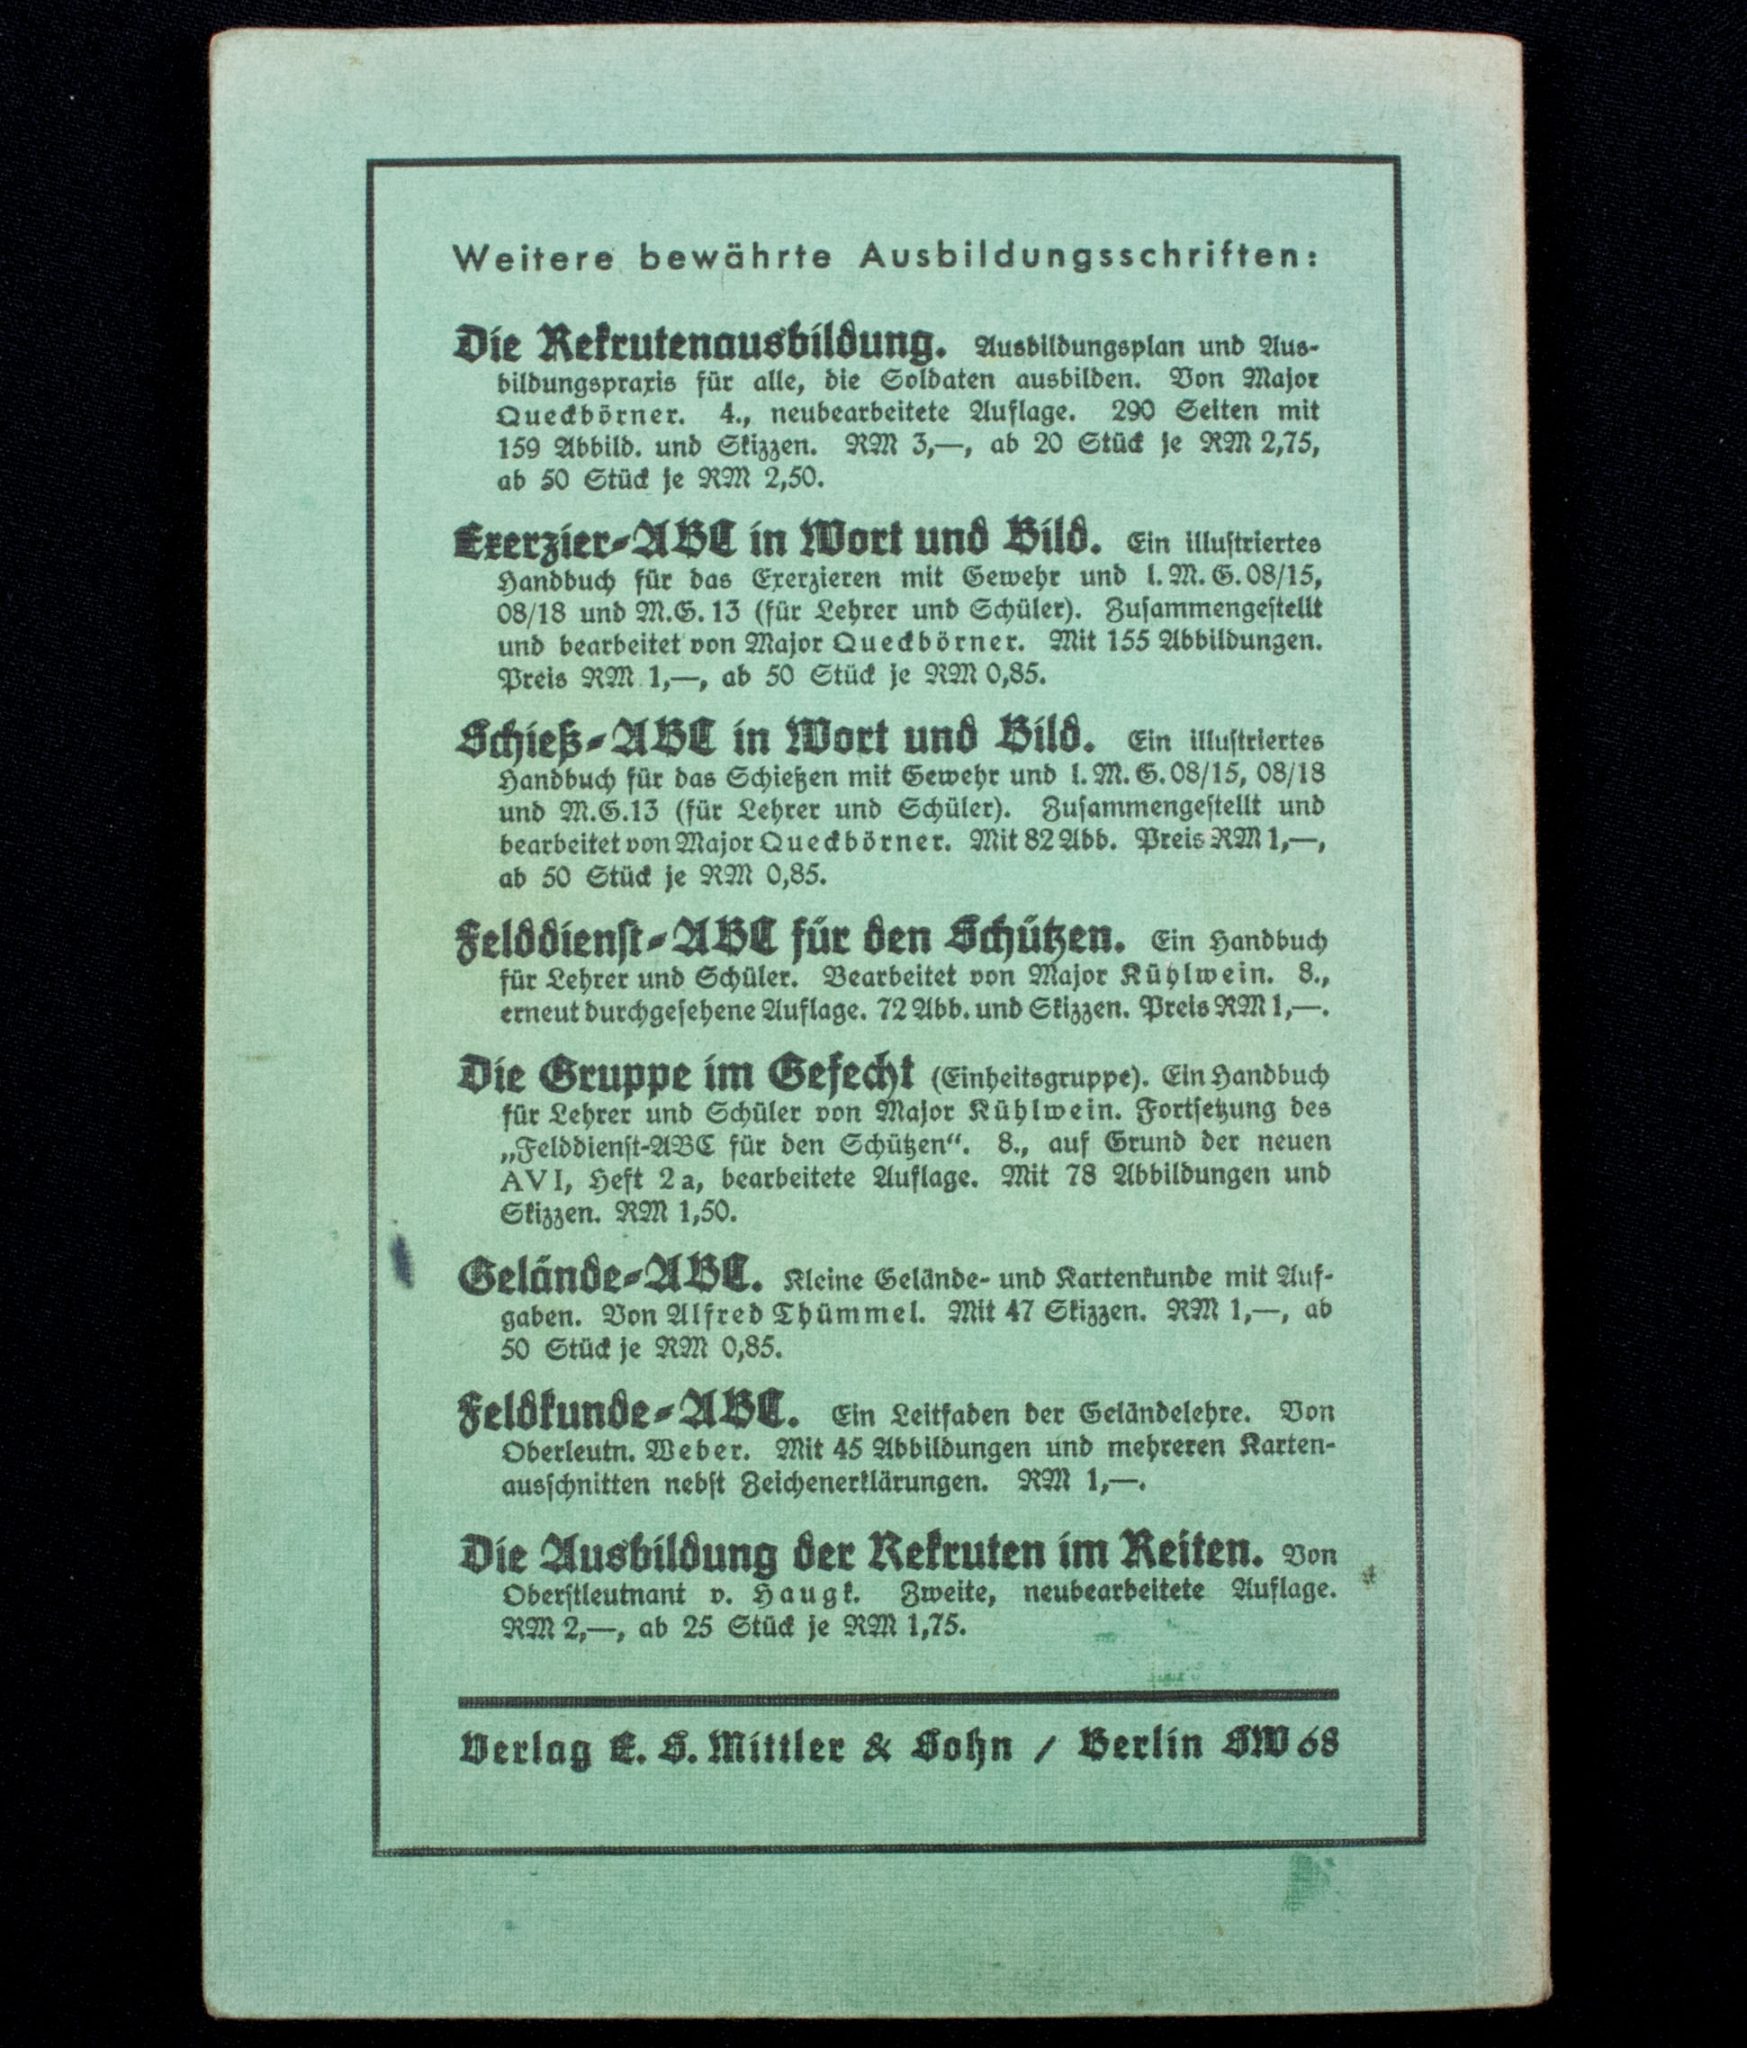 Weitere bewährte Ausbildungsschriften:
Die Rekrutenausbildung. Ausbildungsplan und Aus-
bildungspraxis für alle, die Soldaten ausbilden. Von Major
Queckbörner. 4., neubearbeitete Auflage. 290 Seiten mit
159 Abbild. und Skizzen. RM 3,—, ab 20 Stück je RM 2,75,
ab 50 Stück je RM 2,50.
Exerzier-ABC in Wort und Bild. Ein illustriertes
Handbuch für das Exerzieren mit Gewehr und l. M. G. 08/15,
08/18 und M.G. 13 (für Lehrer und Schüler). Zusammengestellt
und bearbeitet von Major Queckbörner. Mit 155 Abbildungen.
Preis RM 1,—, ab 50 Stück je RM 0,85.
Schieß-ABC in Wort und Bild. Ein illustriertes
Handbuch für das Schießen mit Gewehr und l. M. G. 08/15, 08/18
und M.G.13 (für Lehrer und Schüler). Zusammengestellt und
bearbeitet von Major Queckbörner. Mit 82 Abb. Preis RM 1,—,
ab 50 Stück je RM 0,85.
Felddienst-ABC für den Schützen. Ein Handbuch
für Lehrer und Schüler. Bearbeitet von Major Kühlwein. 8.,
erneut durchgesehene Auflage. 72 Abb. und Skizzen. Preis RM 1,—.
Die Gruppe im Gefecht (Einheitsgruppe). Ein Handbuch
für Lehrer und Schüler von Major Kühlwein. Fortsetzung des
„Felddienst-ABC für den Schützen“. 8., auf Grund der neuen
AVI, Heft 2a, bearbeitete Auflage. Mit 78 Abbildungen und
Skizzen. RM 1,50.
Gelände-ABC. Kleine Gelände- und Kartenkunde mit Auf-
gaben. Von Alfred Thümmel. Mit 47 Skizzen. RM 1,—, ab
50 Stück je RM 0,85.
Feldkunde-ABC. Ein Leitfaden der Geländelehre. Von
Oberleutn. Weber. Mit 45 Abbildungen und mehreren Karten-
ausschnitten nebst Zeichenerklärungen. RM 1,—.
Die Ausbildung der Rekruten im Reiten. Von
Oberstleutnant v. Haugk. Zweite, neubearbeitete Auflage.
RM 2,—, ab 25 Stück je RM 1,75.
Verlag E. S. Mittler & Sohn / Berlin SW 68